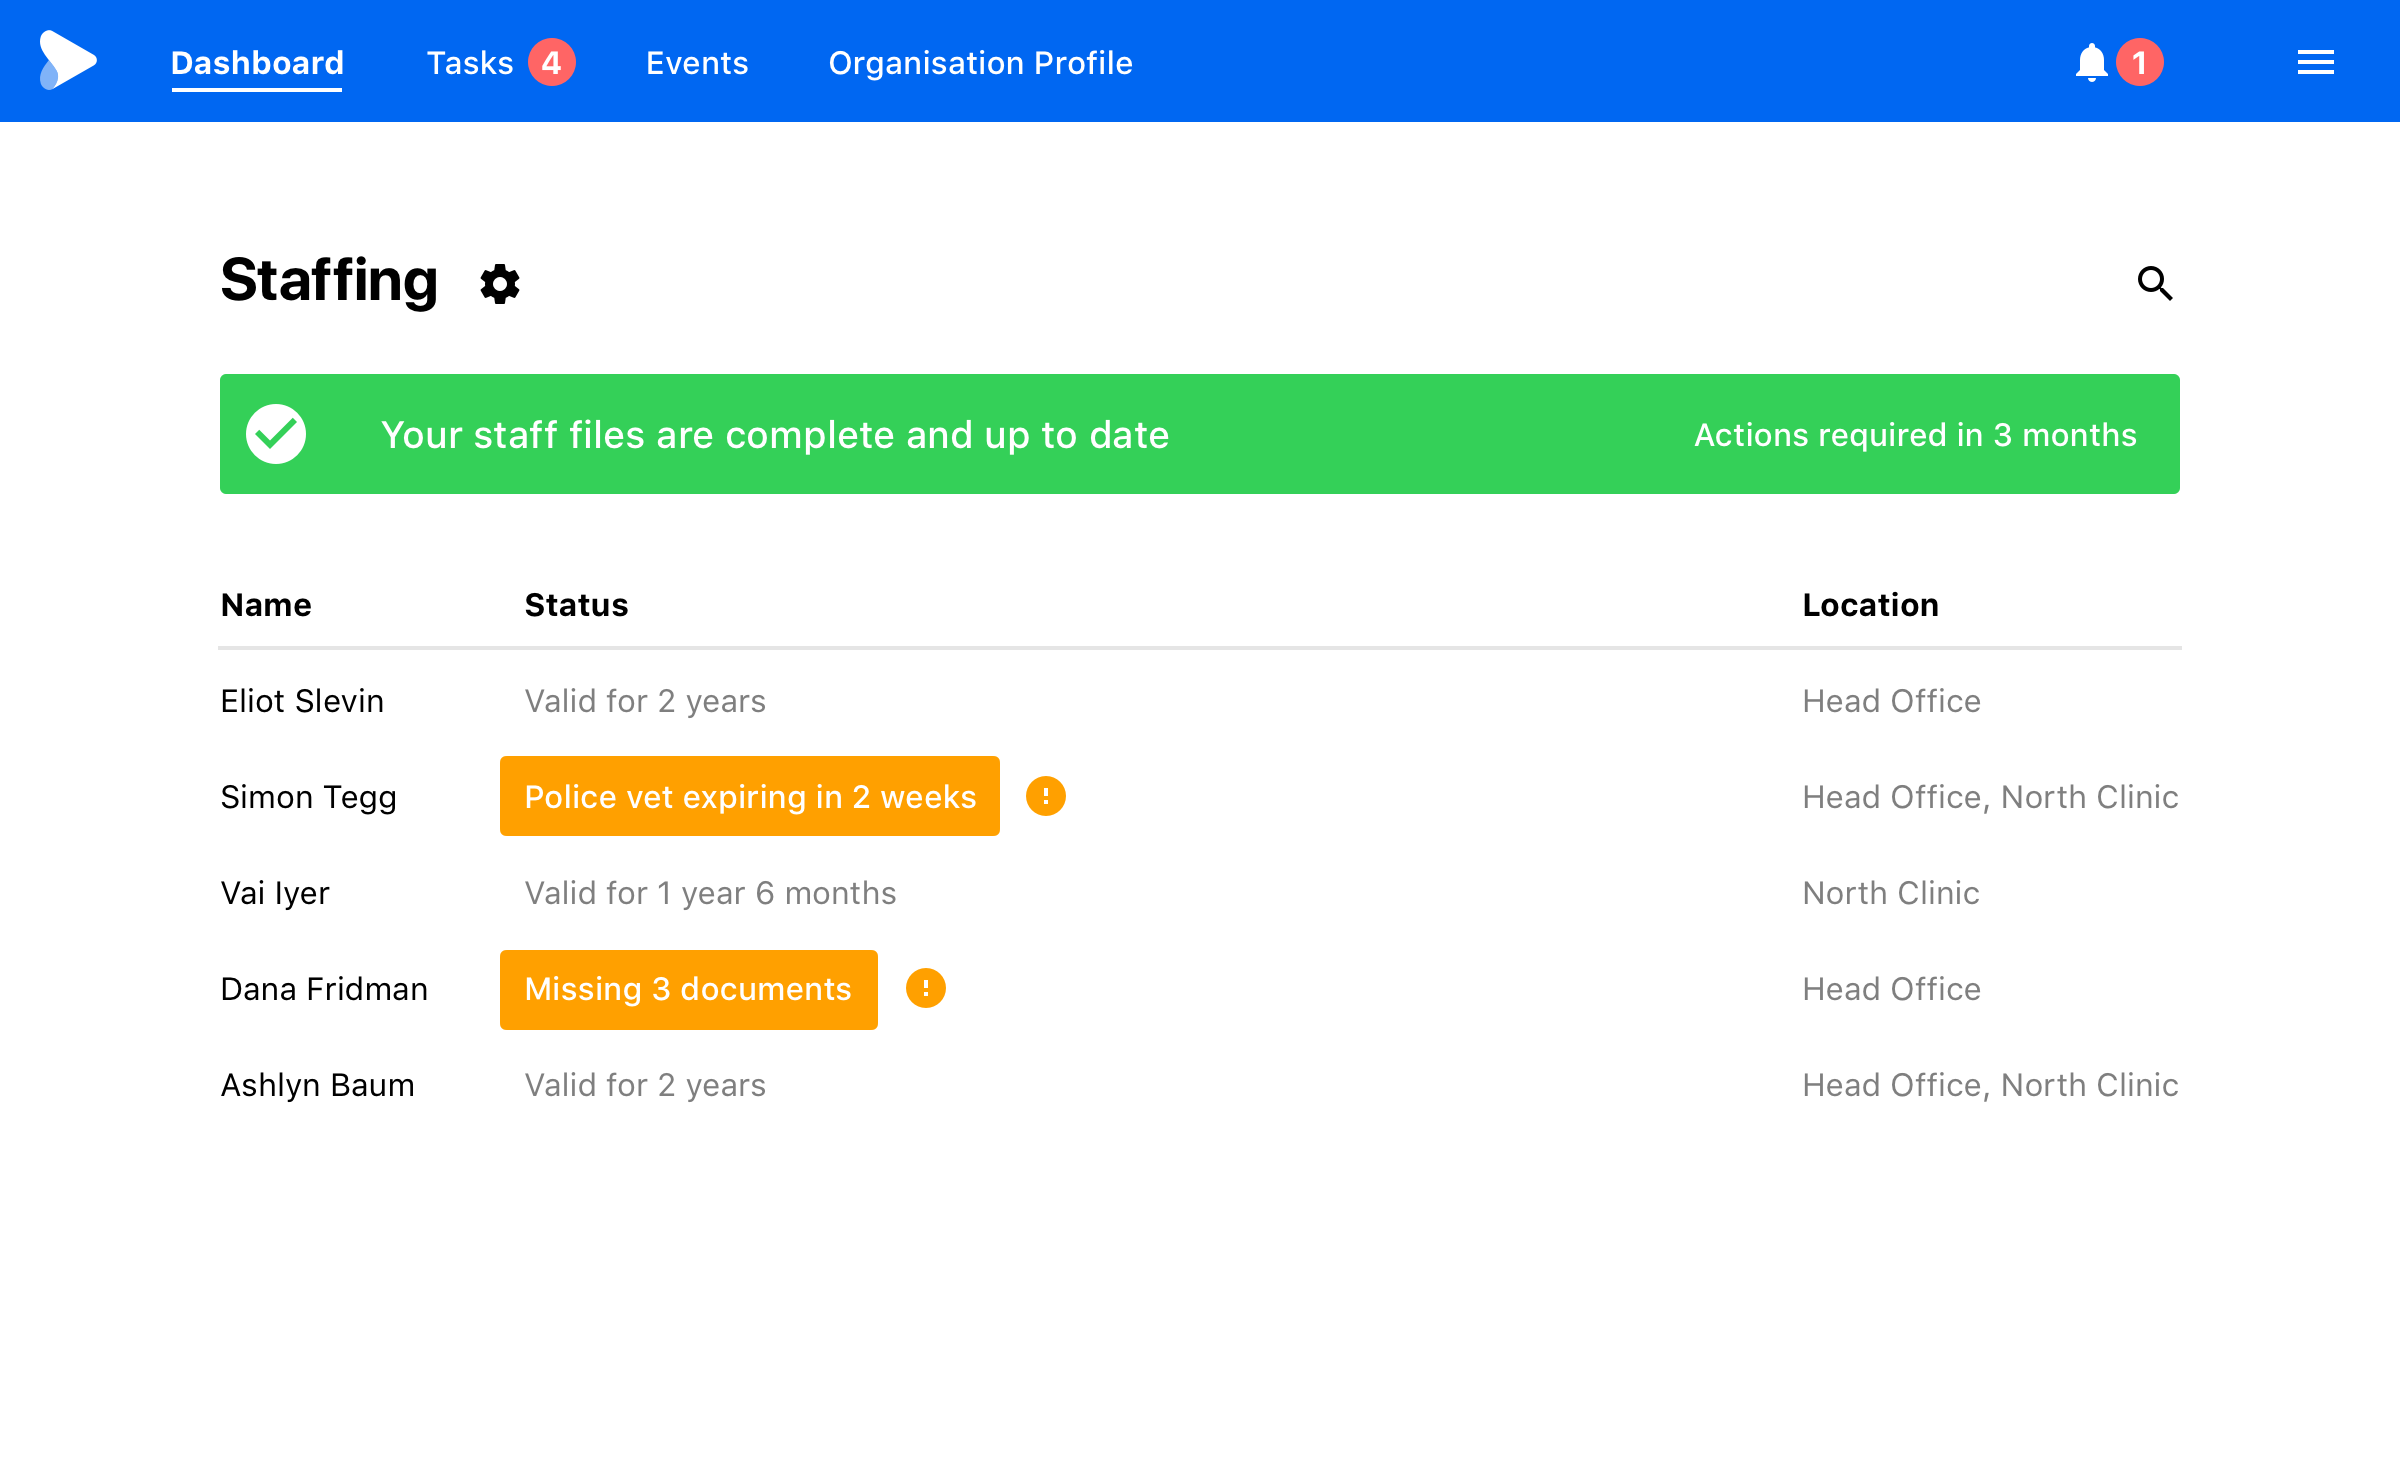 Dashboard Tasks 4 Events Organisation Profile 1
Staffing
Your staff files are complete and up to date Actions required in 3 months
Name Status Location
Eliot Slevin Valid for 2 years Head Office
Simon Tegg Police vet expiring in 2 weeks ! Head Office, North Clinic
Vai Iyer Valid for 1 year 6 months North Clinic
Dana Fridman Missing 3 documents ! Head Office
Ashlyn Baum Valid for 2 years Head Office, North Clinic